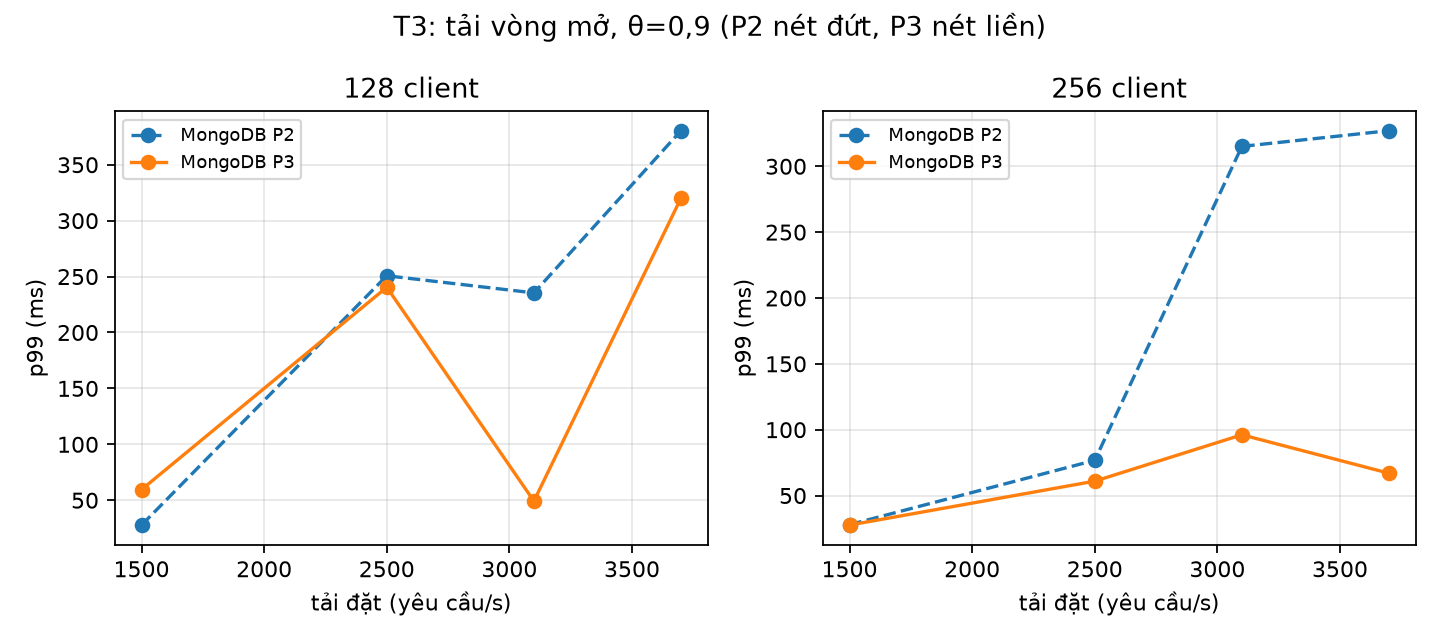 T3: tải vòng mở, θ=0,9 (P2 nét đứt, P3 nét liền)
128 client
MongoDB P2
MongoDB P3
350
300
250
200
150
100
50
p99 (ms)
1500 2000 2500 3000 3500
tải đặt (yêu cầu/s)
256 client
MongoDB P2
MongoDB P3
300
250
200
150
100
50
p99 (ms)
1500 2000 2500 3000 3500
tải đặt (yêu cầu/s)